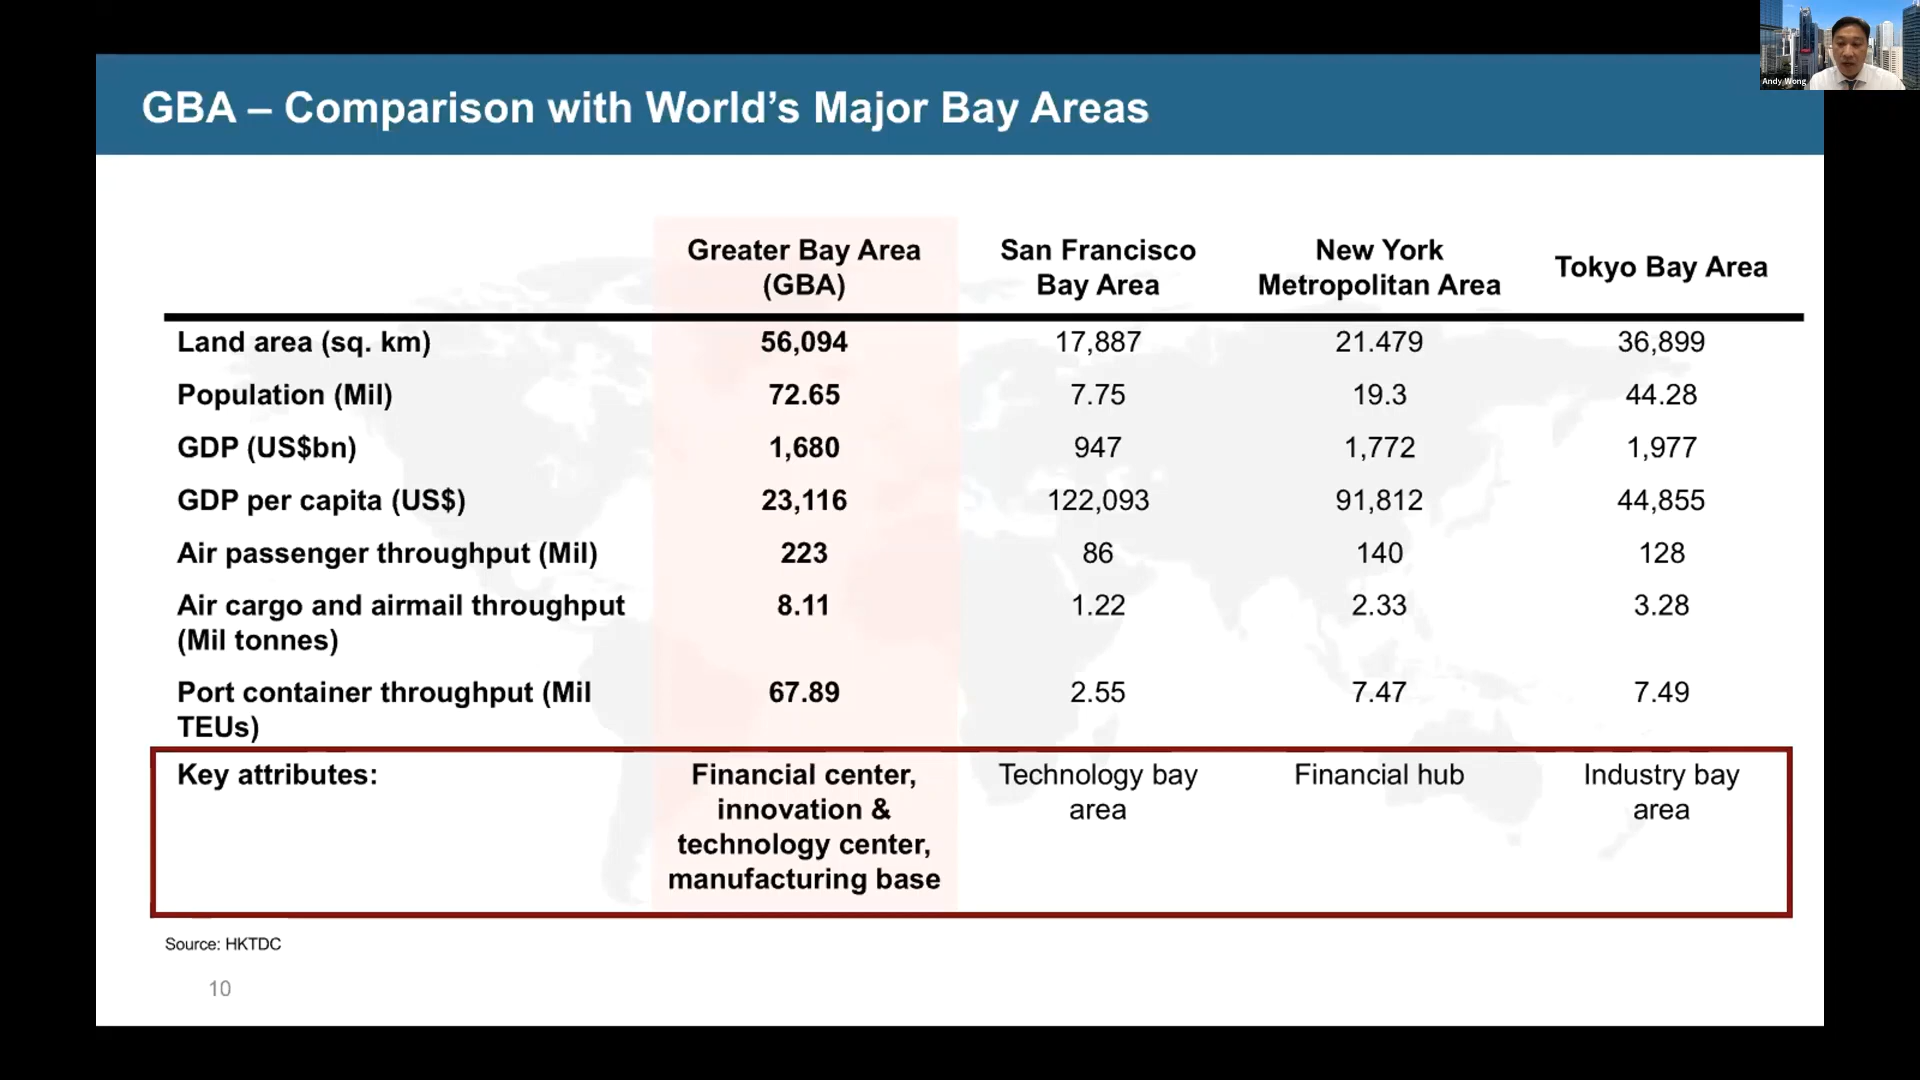 Andy Wong
GBA – Comparison with World’s Major Bay Areas
Greater Bay Area
(GBA)
San Francisco
Bay Area
New York
Metropolitan Area
Tokyo Bay Area
Land area (sq. km) 56,094 17,887 21.479 36,899
Population (Mil) 72.65 7.75 19.3 44.28
GDP (US$bn) 1,680 947 1,772 1,977
GDP per capita (US$) 23,116 122,093 91,812 44,855
Air passenger throughput (Mil) 223 86 140 128
Air cargo and airmail throughput 8.11 1.22 2.33 3.28
(Mil tonnes)
Port container throughput (Mil 67.89 2.55 7.47 7.49
TEUs)
Key attributes:
Financial center,
innovation &
technology center,
manufacturing base
Technology bay
area
Financial hub
Industry bay
area
Source: HKTDC
10